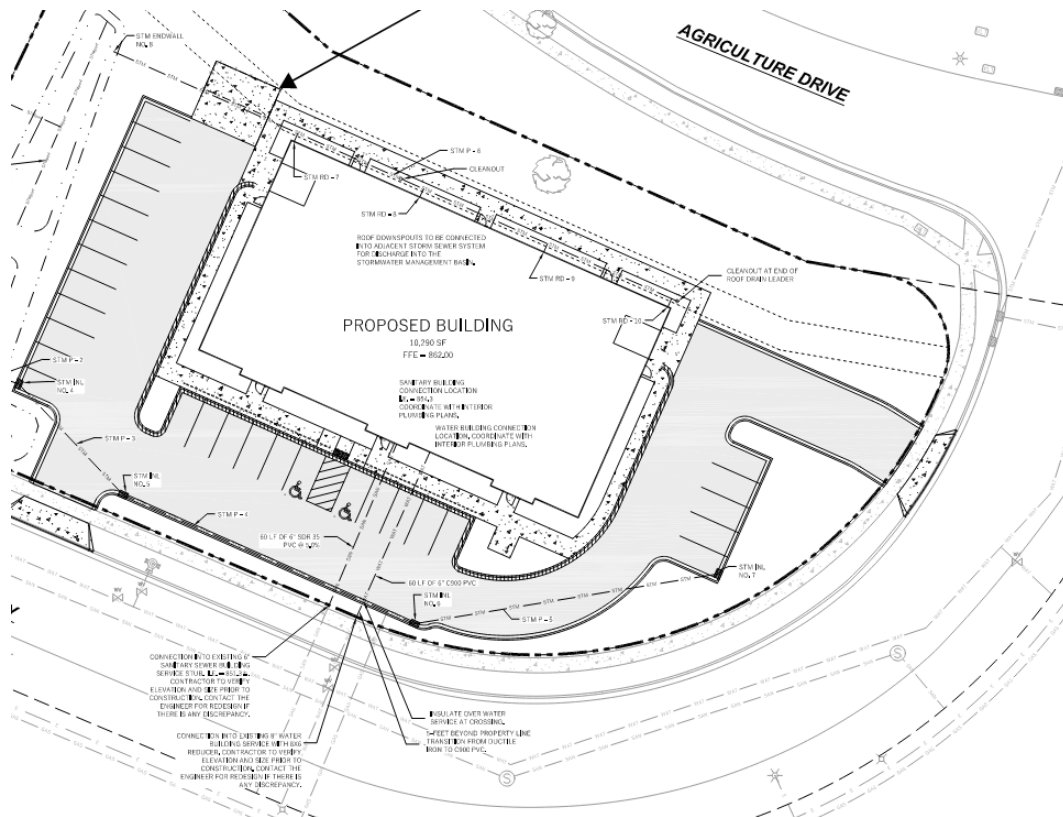 AGRICULTURE DRIVE
STM ENDWALL
NO. 8
STM P - 6
CLEANOUT
STM RD - 7
STM RD - 8
ROOF DOWNSPOUTS TO BE CONNECTED
INTO ADJACENT STORM SEWER SYSTEM
FOR DISCHARGE INTO THE
STORMWATER MANAGEMENT BASIN.
STM RD - 9
CLEANOUT AT END OF
ROOF DRAIN LEADER
STM RD - 10
PROPOSED BUILDING
10,290 SF
FFE = 862.00
STM P - 2
STM INL
NO. 4
SANITARY BUILDING
CONNECTION LOCATION
COORDINATE WITH INTERIOR
PLUMBING PLANS.
WATER BUILDING CONNECTION
LOCATION, COORDINATE WITH
INTERIOR PLUMBING PLANS.
STM P - 3
STM INL
NO. 5
STM P - 4
60 LF OF 6" SDR 35
60 LF OF 6" C900 PVC
STM INL
NO. 6
STM P - 5
STM INL
NO. 7
CONNECTION INTO EXISTING 6"
SANITARY SEWER BUILDING
SERVICE STUB.
CONTRACTOR TO VERIFY
ELEVATION AND SIZE PRIOR TO
CONSTRUCTION. CONTACT THE
ENGINEER FOR REDESIGN IF
THERE IS ANY DISCREPANCY.
INSULATE OVER WATER
SERVICE AT CROSSING.
5-FEET BEYOND PROPERTY LINE
TRANSITION FROM DUCTILE
IRON TO C900 PVC.
CONNECTION INTO EXISTING 8" WATER
BUILDING SERVICE WITH 8X6
REDUCER, CONTRACTOR TO VERIFY
ELEVATION AND SIZE PRIOR TO
CONSTRUCTION, CONTACT THE
ENGINEER FOR REDESIGN IF THERE IS
ANY DISCREPANCY.